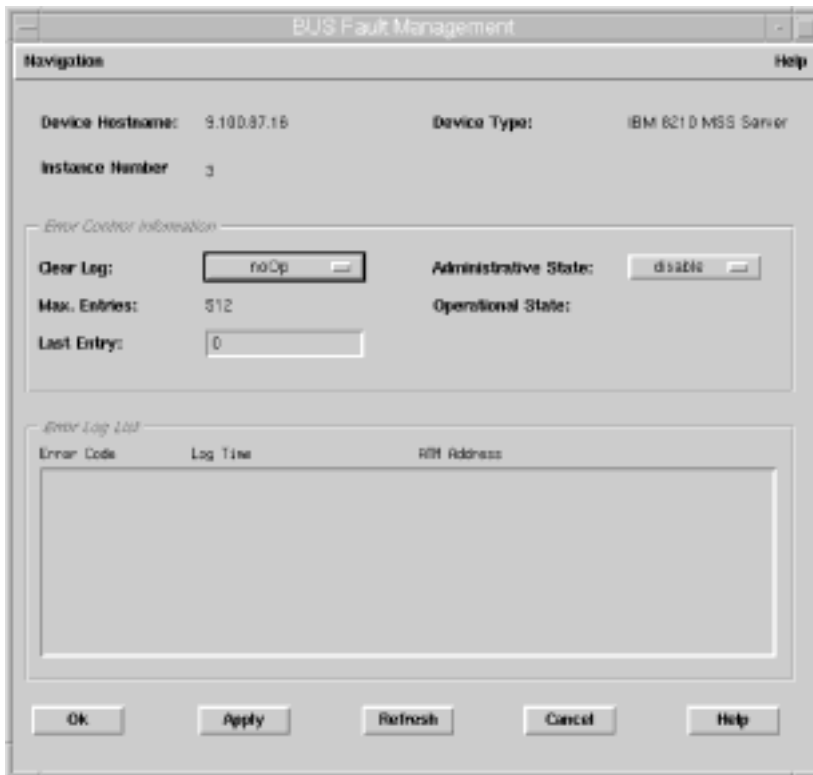 BUS Fault Management
Navigation Help
Device Hostname: 9.100.87.16 Device Type: IBM 8210 MSS Server
Instance Number 3
Error Control Information
Clear Log: noOp Administrative State: disable
Max. Entries: 512 Operational State:
Last Entry: 0
Error Log List
Error Code Log Time ATM Address
Ok Apply Refresh Cancel Help